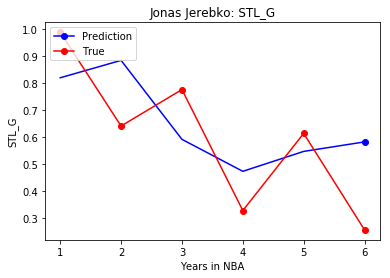 Jonas Jerebko: STL_G
Prediction
True
1.0
0.9
0.8
0.7
0.6
0.5
0.4
0.3
STL_G
1 2 3 4 5 6
Years in NBA